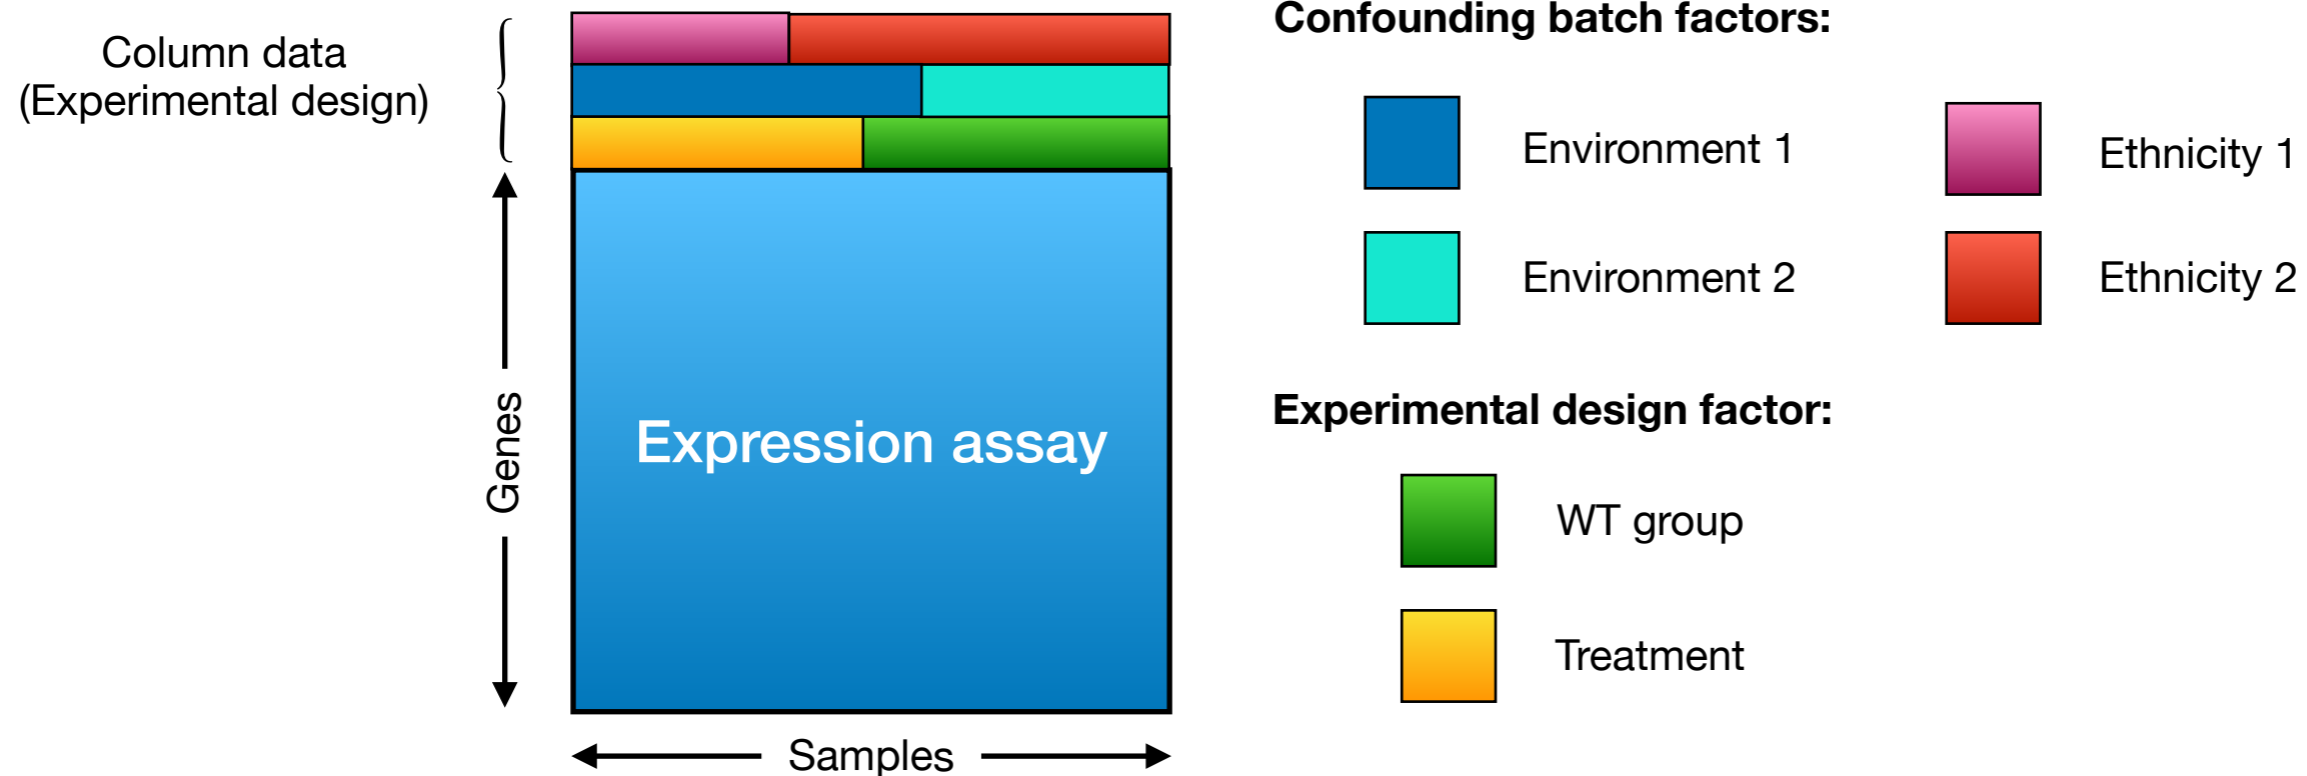 Column data
(Experimental design)
Genes
Expression assay
Samples
Confounding batch factors:
Environment 1
Ethnicity 1
Environment 2
Ethnicity 2
Experimental design factor:
WT group
Treatment